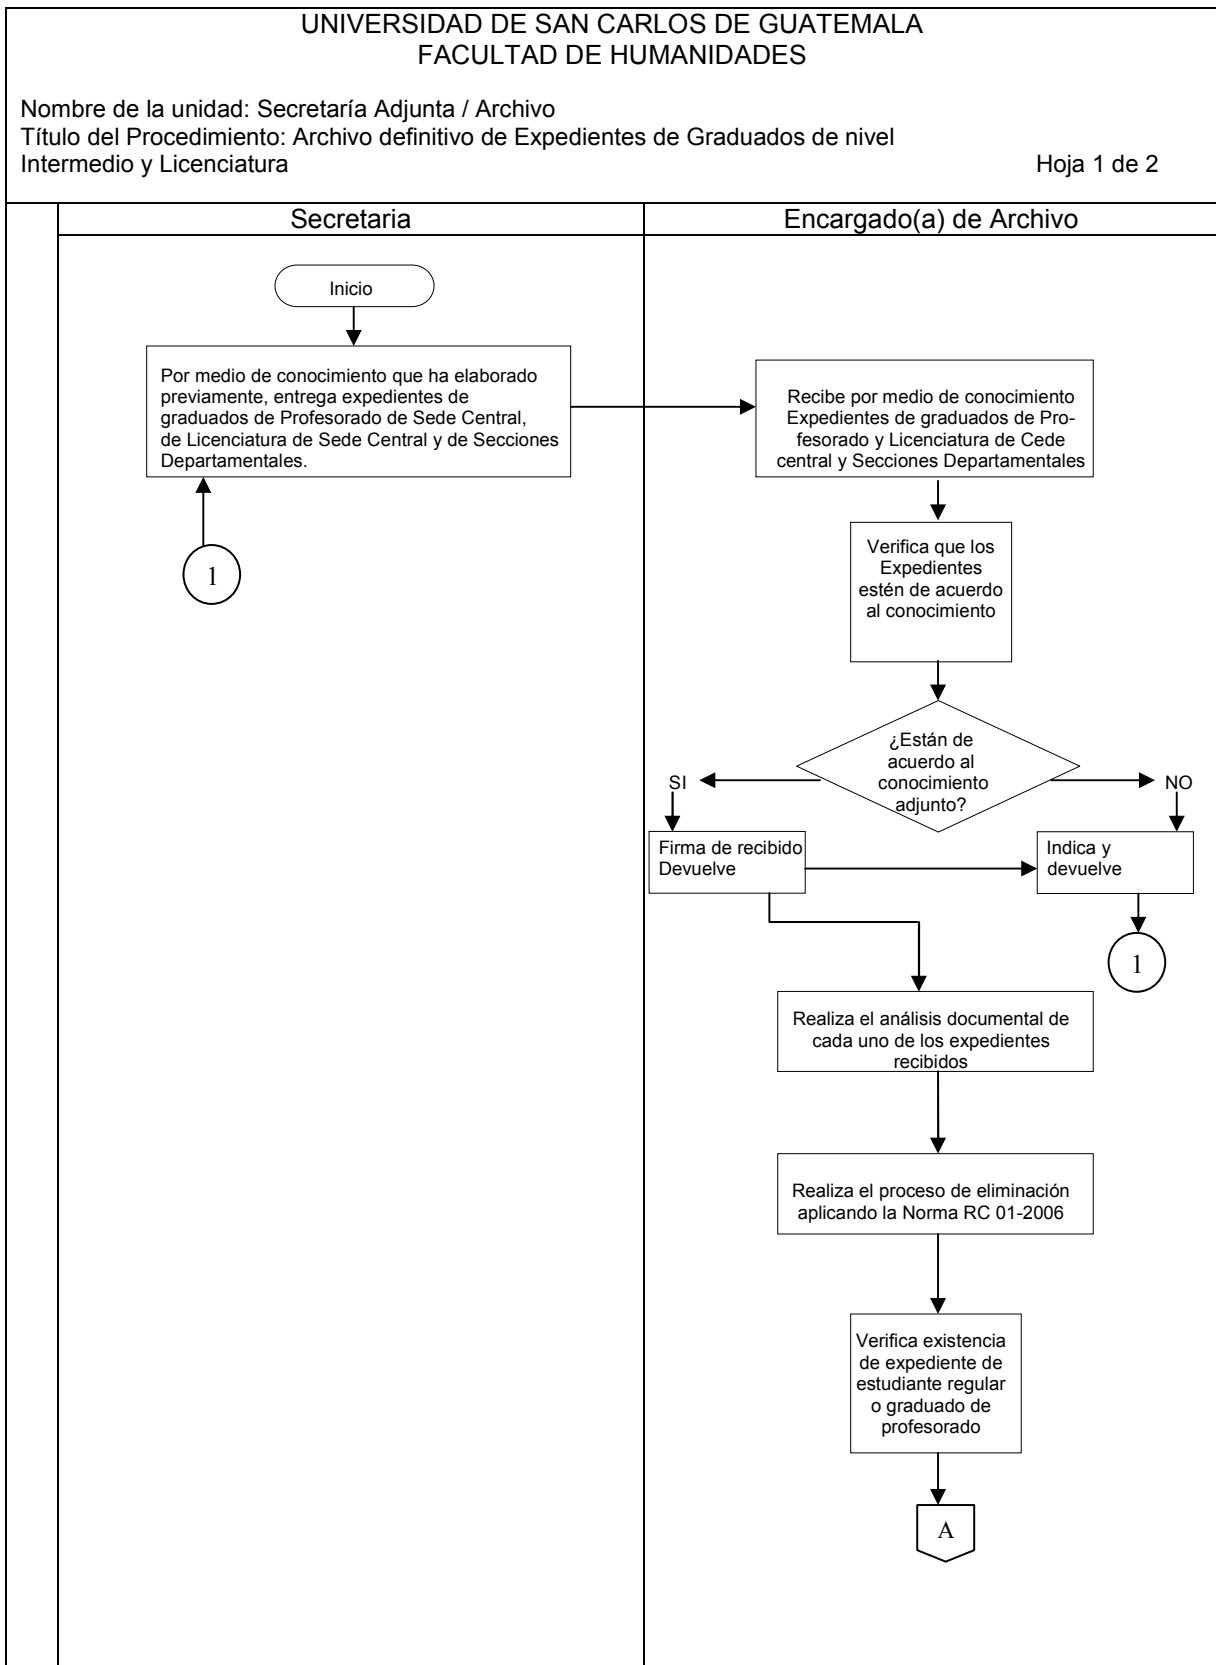 UNIVERSIDAD DE SAN CARLOS DE GUATEMALA
FACULTAD DE HUMANIDADES
Nombre de la unidad: Secretaría Adjunta / Archivo
Título del Procedimiento: Archivo definitivo de Expedientes de Graduados de nivel
Intermedio y Licenciatura Hoja 1 de 2
Secretaria
Encargado(a) de Archivo
Inicio
Por medio de conocimiento que ha elaborado
previamente, entrega expedientes de
graduados de Profesorado de Sede Central,
de Licenciatura de Sede Central y de Secciones
Departamentales.
1
Recibe por medio de conocimiento
Expedientes de graduados de Pro-
fesorado y Licenciatura de Cede
central y Secciones Departamentales
Verifica que los
Expedientes
estén de acuerdo
al conocimiento
¿Están de
acuerdo al
conocimiento
adjunto?
SI
NO
Firma de recibido
Devuelve
Indica y
devuelve
1
Realiza el análisis documental de
cada uno de los expedientes
recibidos
Realiza el proceso de eliminación
aplicando la Norma RC 01-2006
Verifica existencia
de expediente de
estudiante regular
o graduado de
profesorado
A